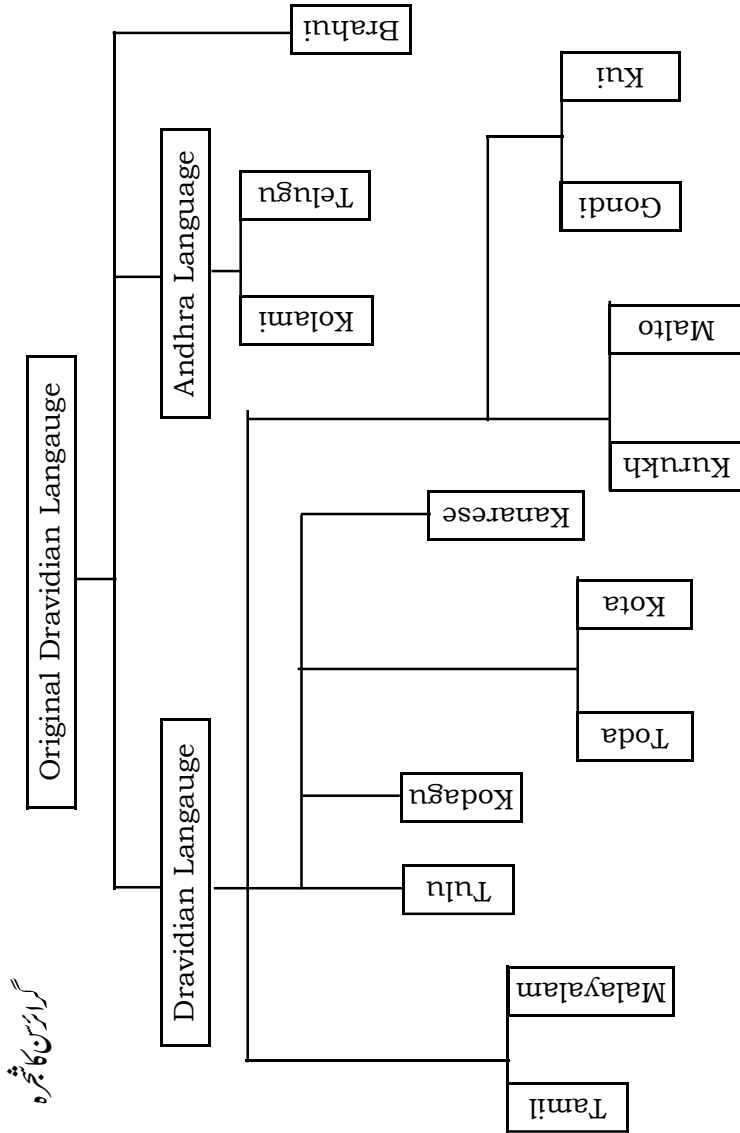 گرائرسن کا شجرہ
Original Dravidian Langauge
Dravidian Langauge
Andhra Language
Brahui
Tamil
Malayalam
Tulu
Kodagu
Toda
Kota
Kanarese
Kurukh
Malto
Gondi
Kui
Kolami
Telugu